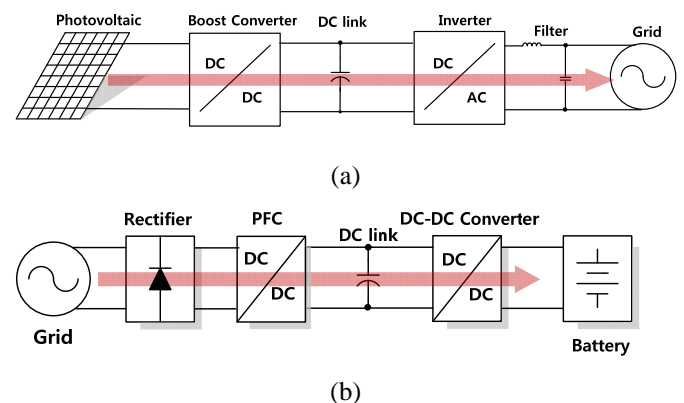 Photovoltaic Boost Converter DC link Inverter Filter Grid
DC
DC
DC
AC
(a)
Rectifier PFC DC link DC-DC Converter
DC
DC
DC
DC
Grid
Battery
(b)